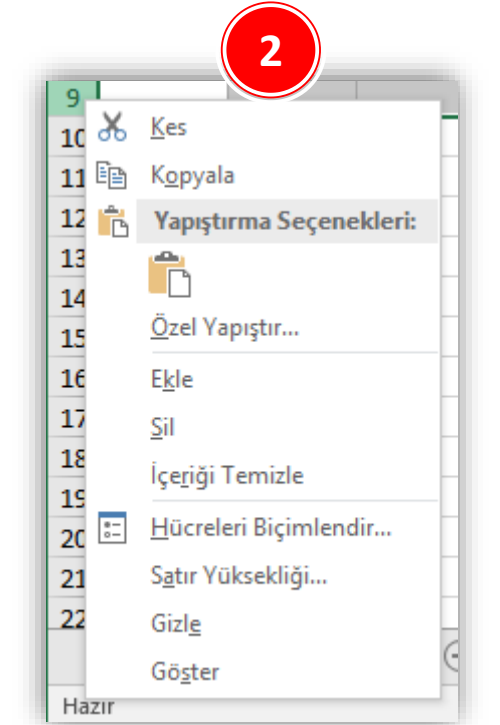 2
9
Kes
10
Kopyala
11
Yapıştırma Seçenekleri:
12
13
14
Özel Yapıştır...
15
Ekle
16
Sil
17
18
İçeriği Temizle
19
Hücreleri Biçimlendir...
20
Satır Yüksekliği...
21
Gizle
22
Göster
Hazır